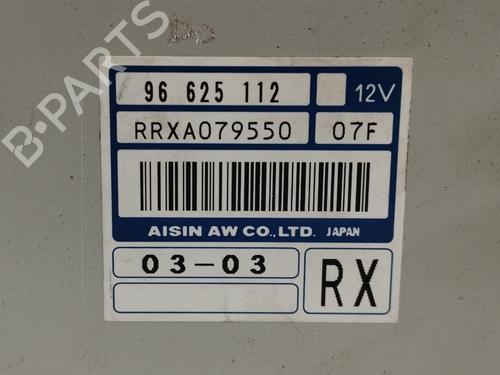 B-PARTS
96 625 112 12V
RRXA079550 07F
AISIN AW CO.,LTD. JAPAN
03-03
RX